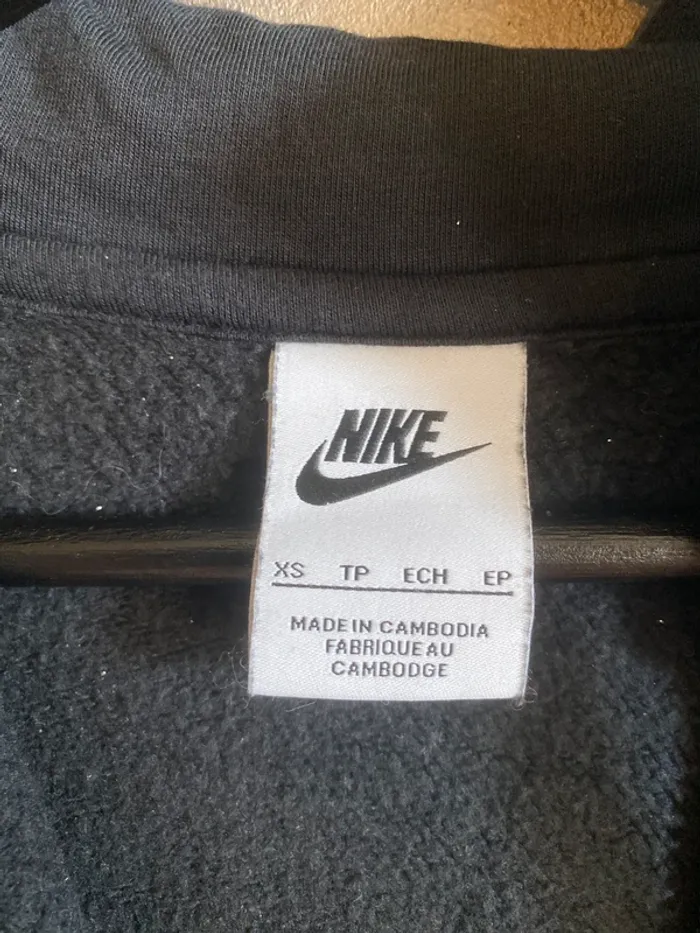 NIKE
XS TP ECH EP
MADE IN CAMBODIA
FABRIQUE AU
CAMBODGE